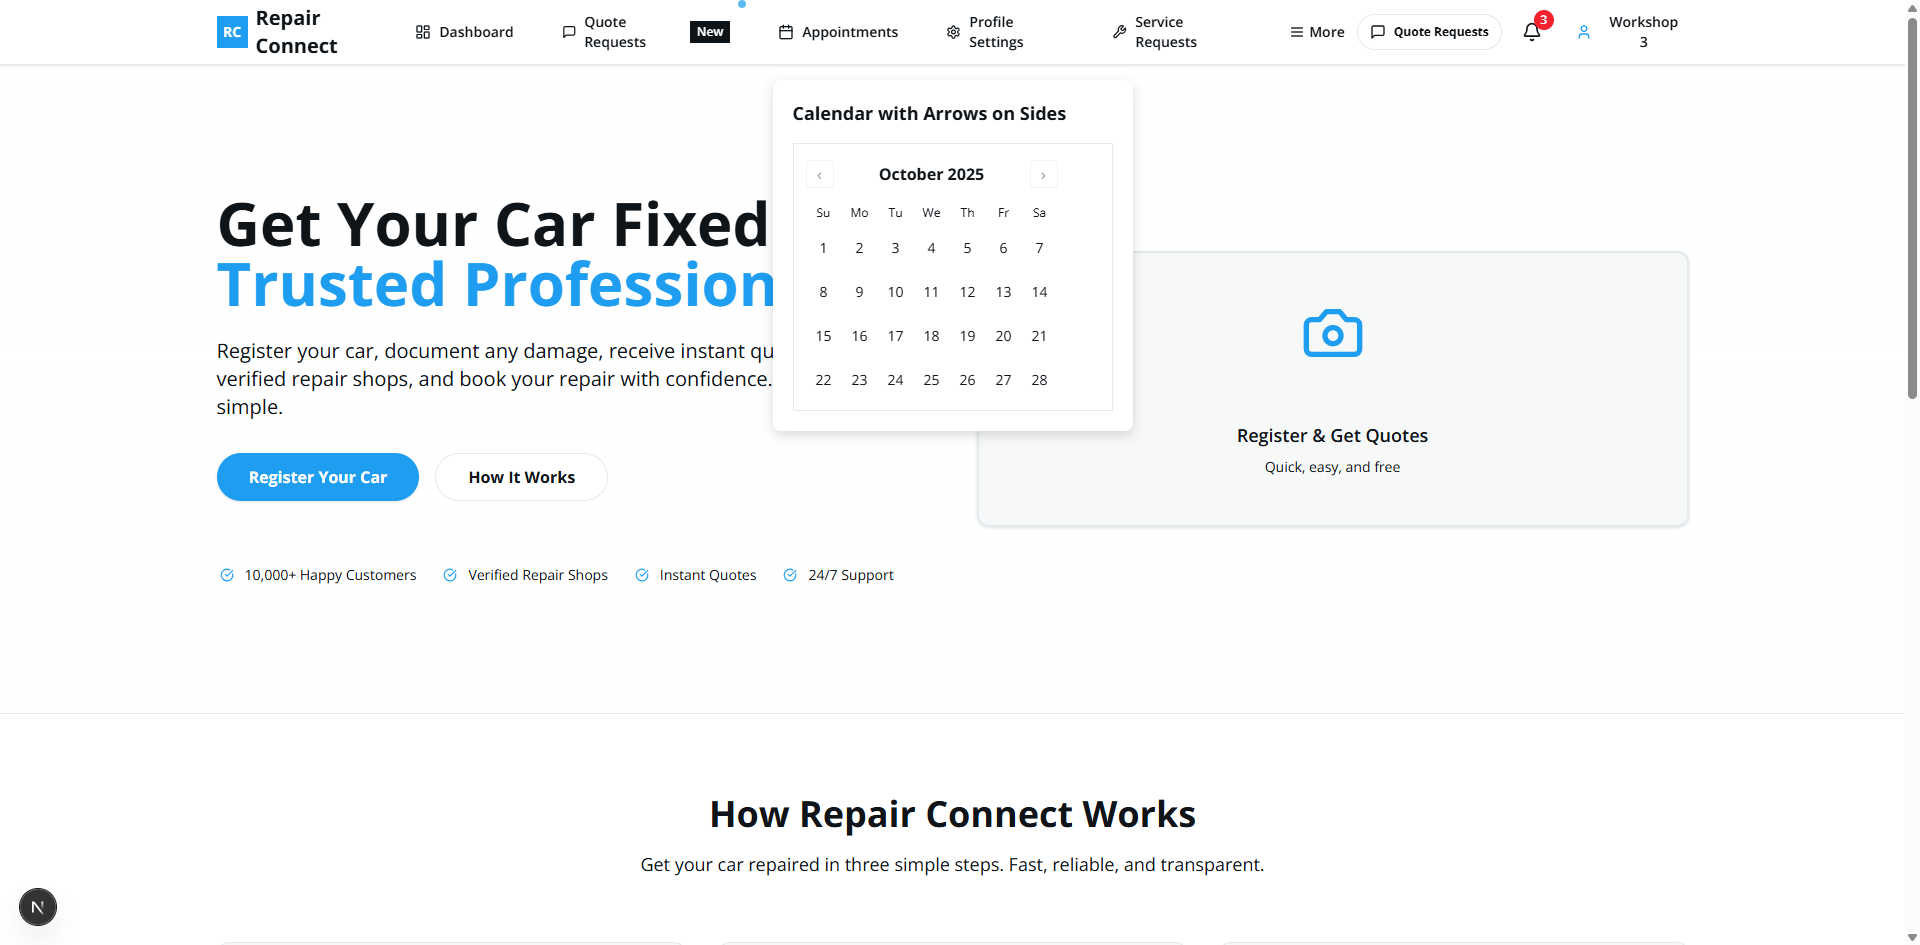 RC
Repair
Connect
Dashboard
Quote
Requests
New
Appointments
Profile
Settings
Service
Requests
More
Quote Requests
3
Workshop
3
Calendar with Arrows on Sides
‹ October 2025 ›
Su Mo Tu We Th Fr Sa
1 2 3 4 5 6 7
8 9 10 11 12 13 14
15 16 17 18 19 20 21
22 23 24 25 26 27 28
Get Your Car Fixed
Trusted Profession
Register your car, document any damage, receive instant qu
verified repair shops, and book your repair with confidence.
simple.
Register Your Car
How It Works
Register & Get Quotes
Quick, easy, and free
10,000+ Happy Customers
Verified Repair Shops
Instant Quotes
24/7 Support
How Repair Connect Works
Get your car repaired in three simple steps. Fast, reliable, and transparent.
N